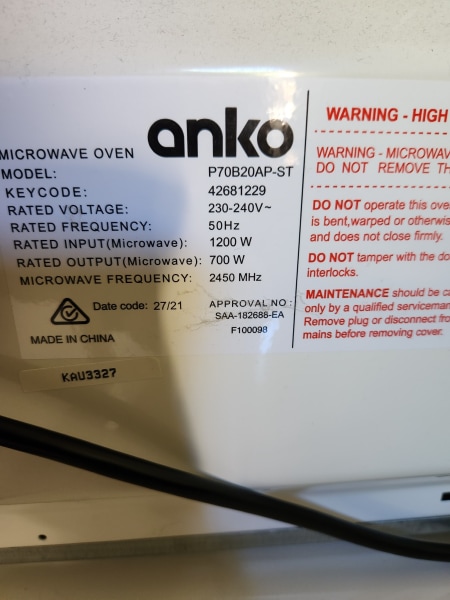 anko
MICROWAVE OVEN
MODEL: P70B20AP-ST
KEYCODE: 42681229
RATED VOLTAGE: 230-240V~
RATED FREQUENCY: 50Hz
RATED INPUT(Microwave): 1200 W
RATED OUTPUT(Microwave): 700 W
MICROWAVE FREQUENCY: 2450 MHz
Date code: 27/21
APPROVAL NO.:
SAA-182688-EA
F100098
MADE IN CHINA
KAU3327
WARNING - HIGH
WARNING - MICROWAV
DO NOT REMOVE TH
DO NOT operate this ove
is bent,warped or otherwis
and does not close firmly.
DO NOT tamper with the do
interlocks.
MAINTENANCE should be ca
only by a qualified serviceman
Remove plug or disconnect from
mains before removing cover.